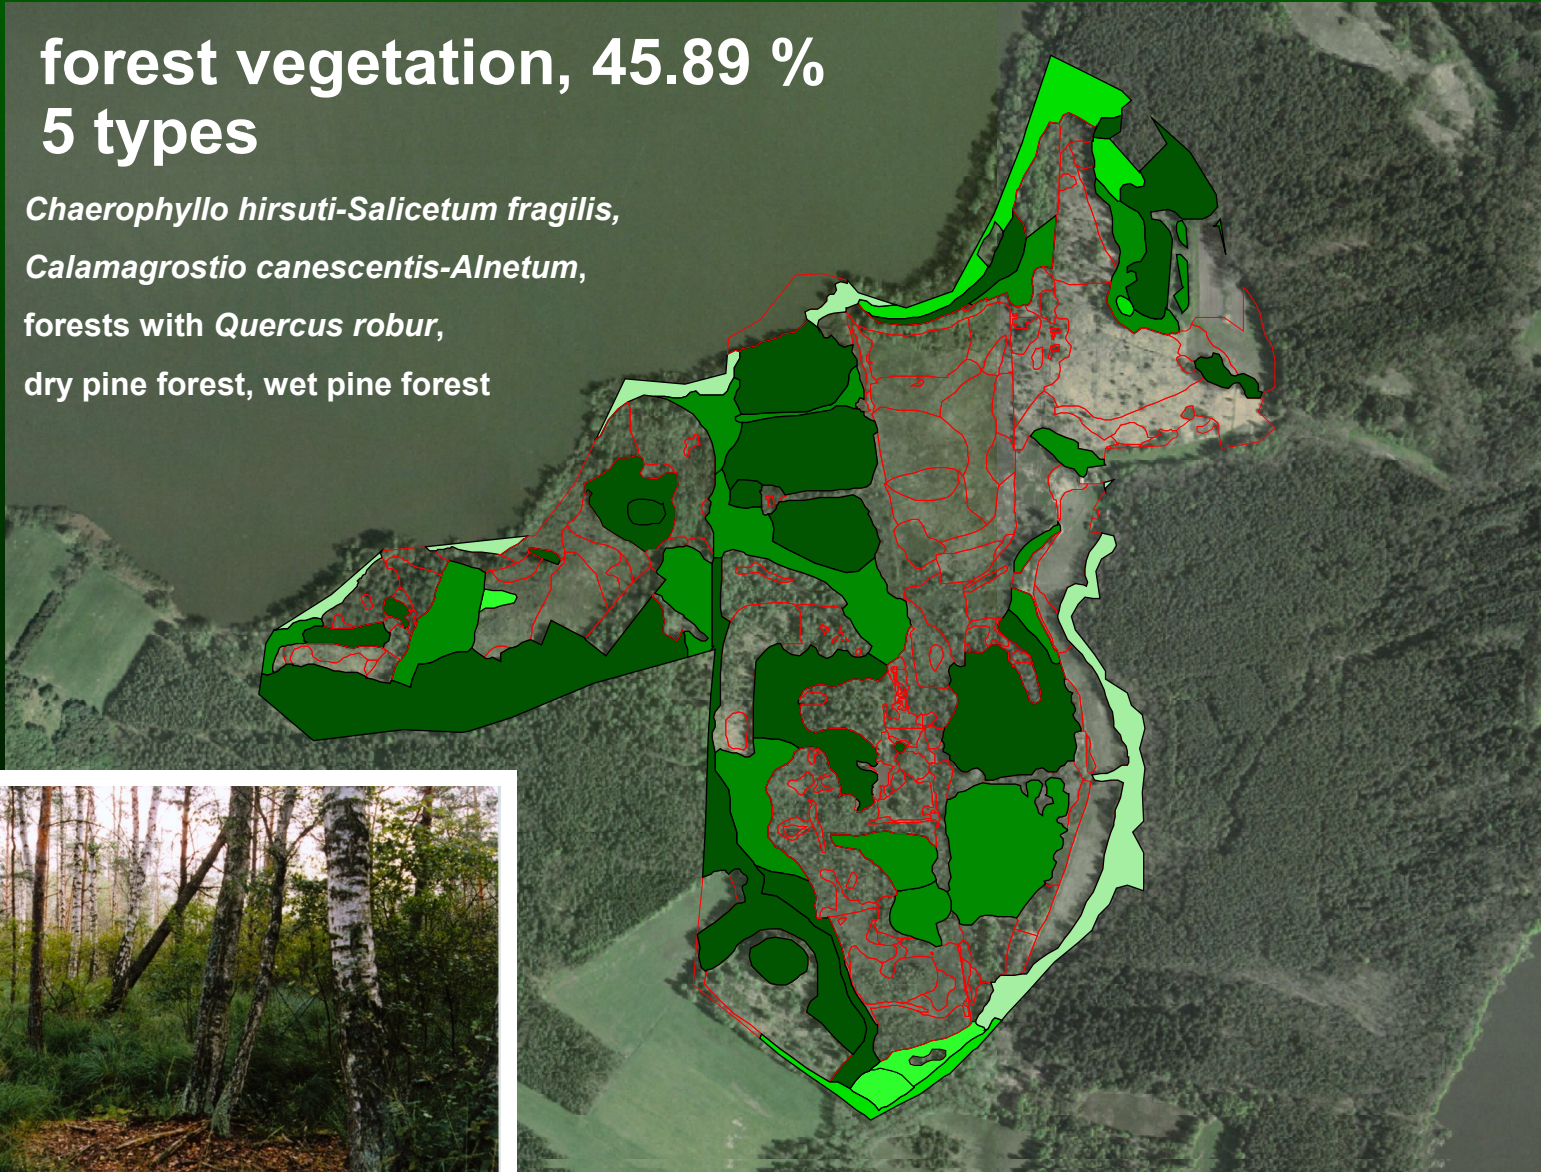 forest vegetation, 45.89 %
5 types
Chaerophyllo hirsuti-Salicetum fragilis,
Calamagrostio canescentis-Alnetum,
forests with Quercus robur,
dry pine forest, wet pine forest